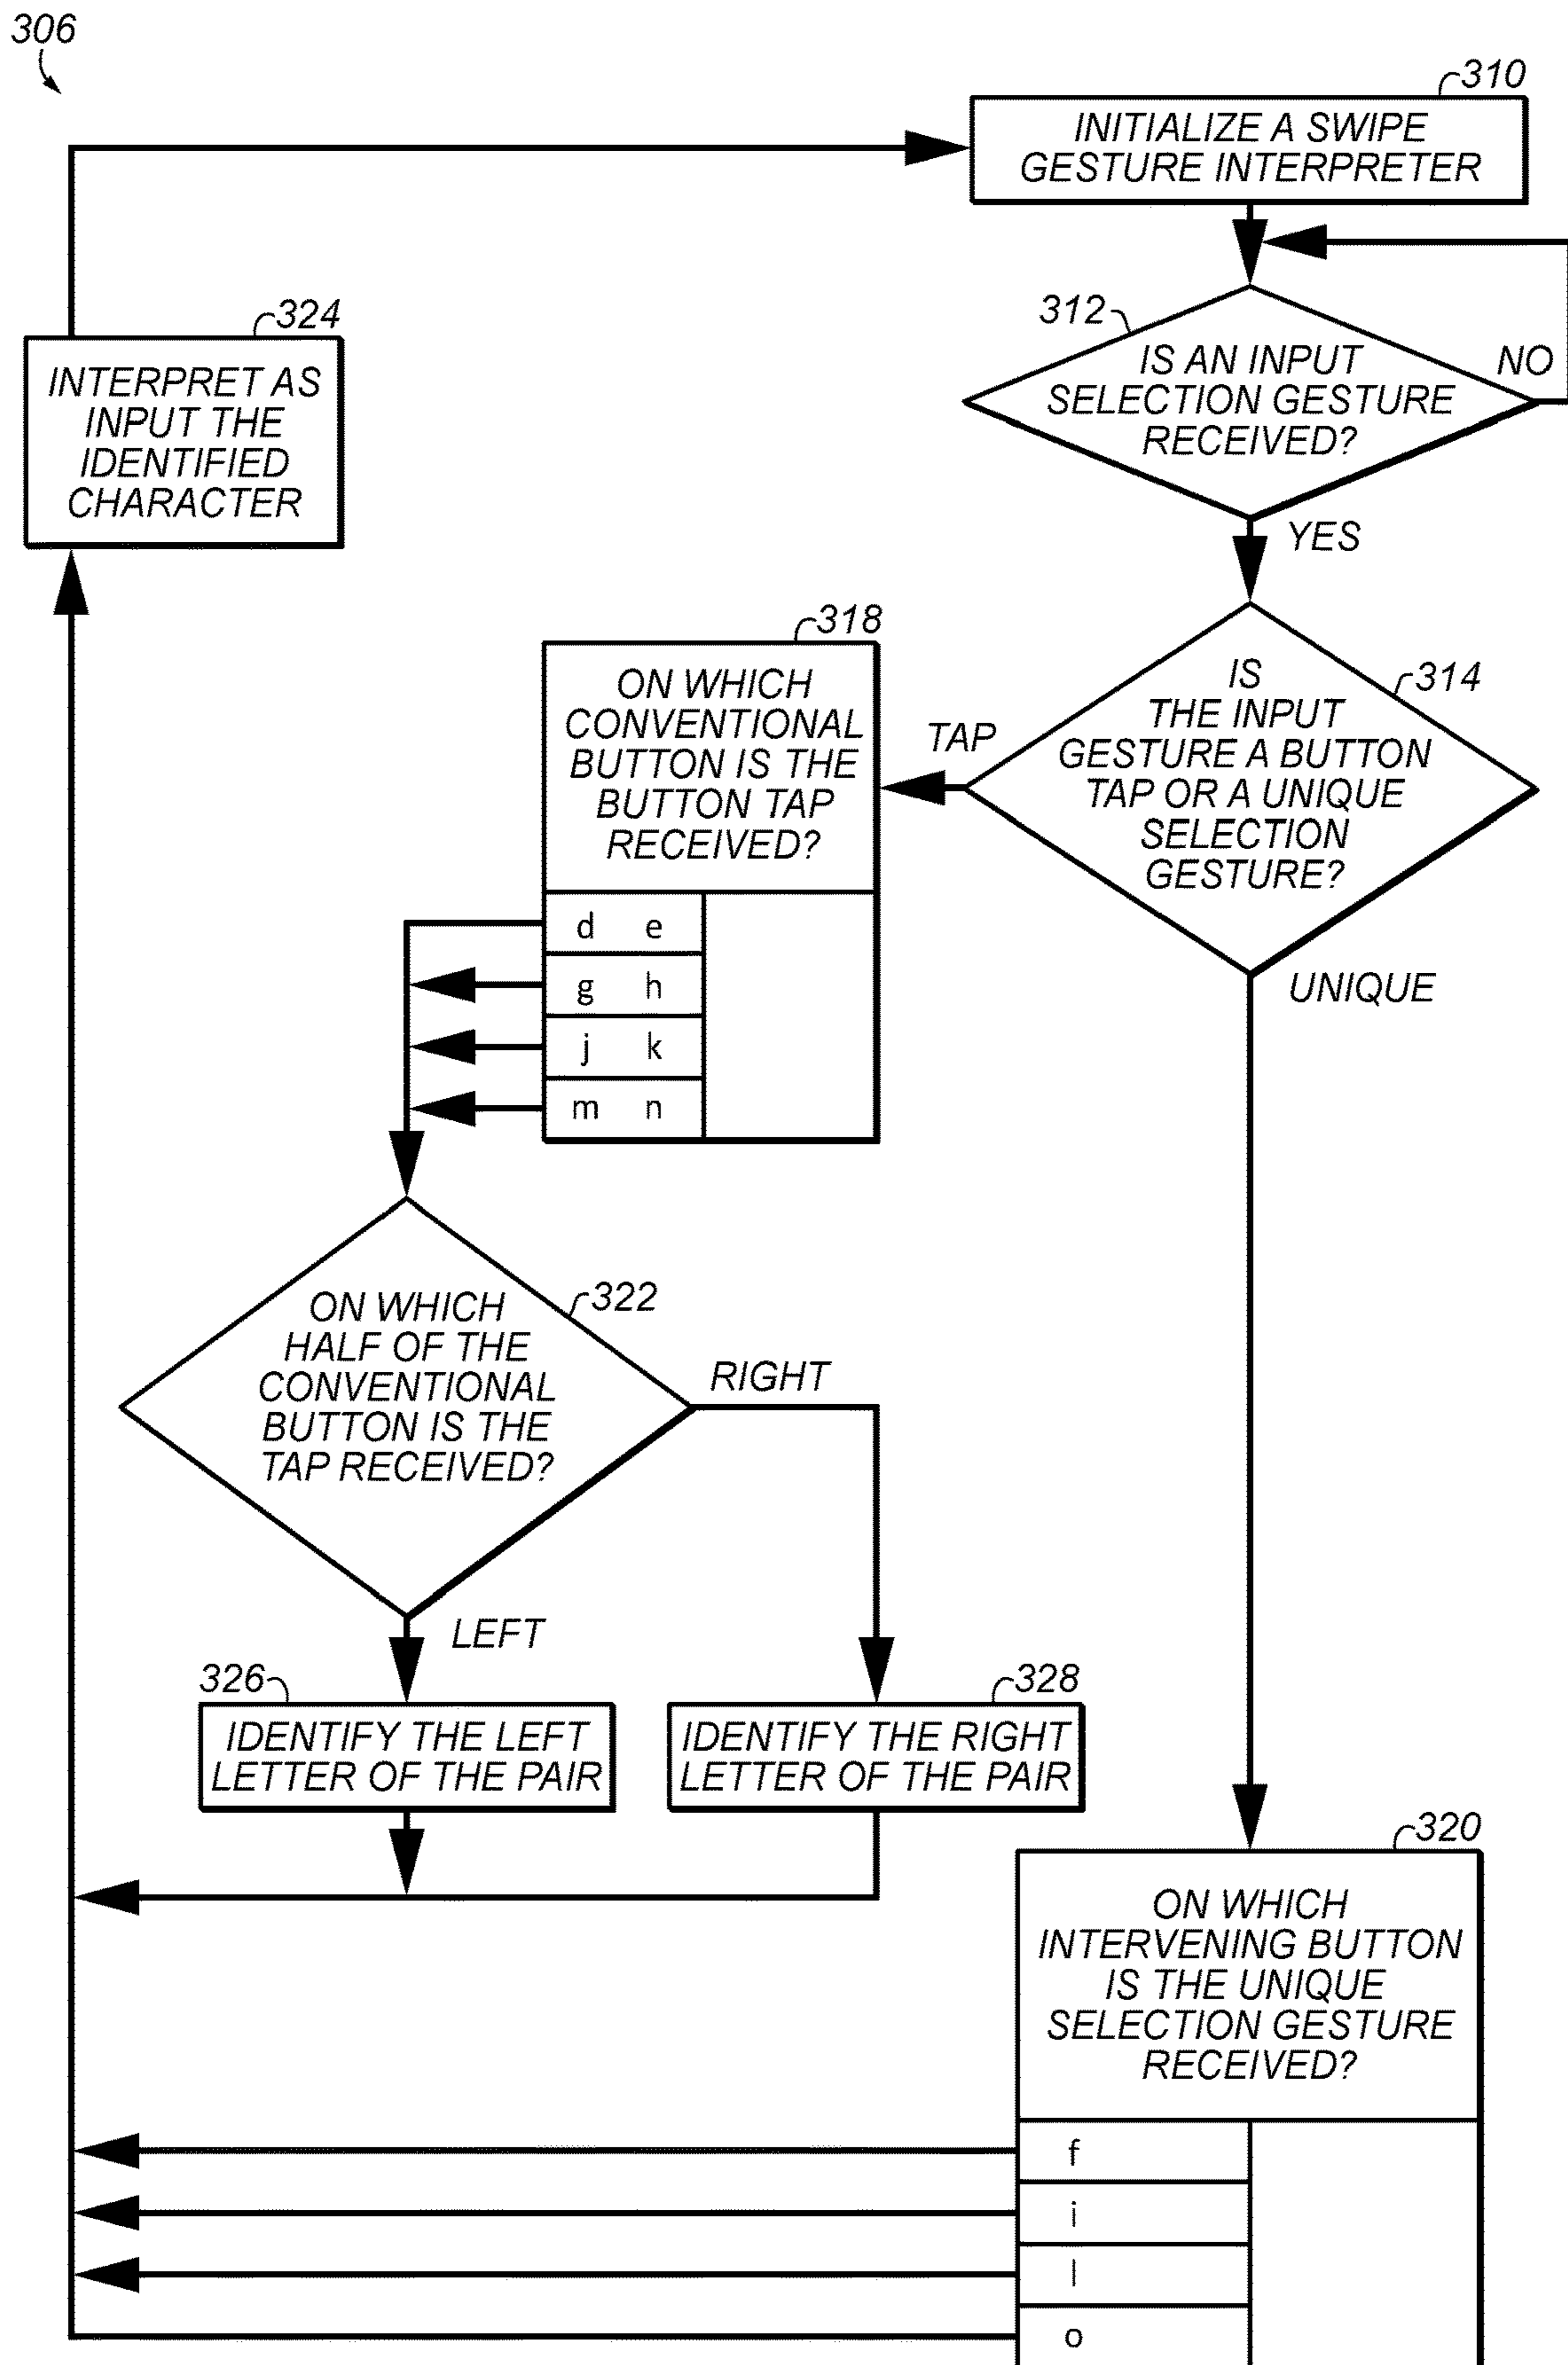 306
310
INITIALIZE A SWIPE
GESTURE INTERPRETER
324
INTERPRET AS
INPUT THE
IDENTIFIED
CHARACTER
312
IS AN INPUT
SELECTION GESTURE
RECEIVED?
NO
YES
318
ON WHICH
CONVENTIONAL
BUTTON IS THE
BUTTON TAP
RECEIVED?
d e
g h
j k
m n
TAP
314
IS
THE INPUT
GESTURE A BUTTON
TAP OR A UNIQUE
SELECTION
GESTURE?
UNIQUE
322
ON WHICH
HALF OF THE
CONVENTIONAL
BUTTON IS THE
TAP RECEIVED?
RIGHT
LEFT
326
IDENTIFY THE LEFT
LETTER OF THE PAIR
328
IDENTIFY THE RIGHT
LETTER OF THE PAIR
320
ON WHICH
INTERVENING BUTTON
IS THE UNIQUE
SELECTION GESTURE
RECEIVED?
f
i
l
o